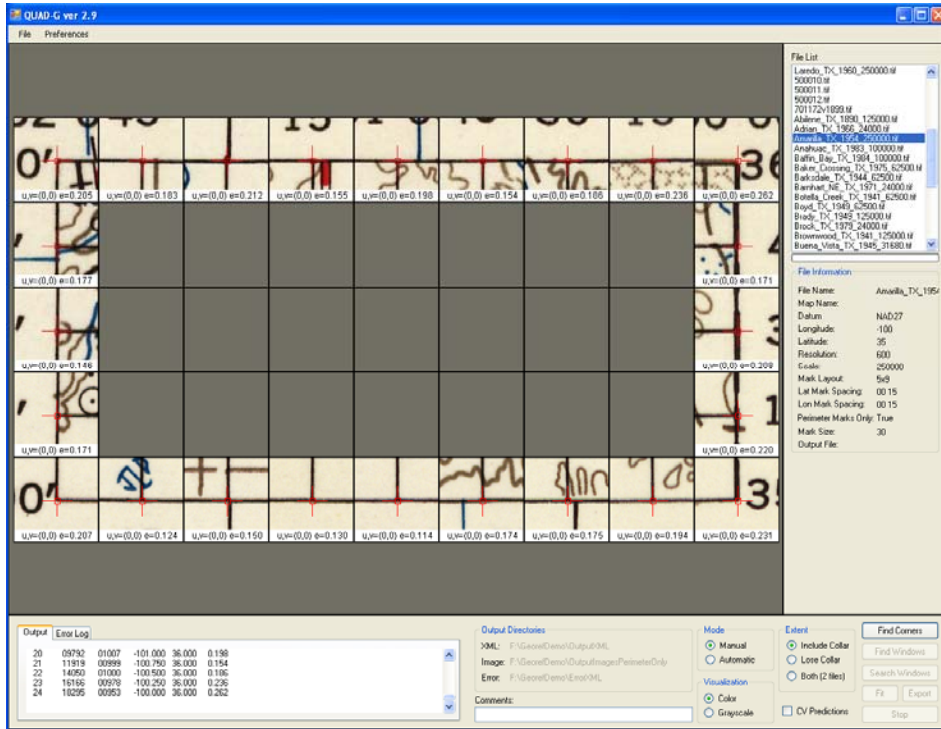 QUAD-G ver 2.9
File Preferences
45 15 45 30 15
0' 36
u,v=(0,0) e=0.205 u,v=(0,0) e=0.183 u,v=(0,0) e=0.212 u,v=(0,0) e=0.155 u,v=(0,0) e=0.198 u,v=(0,0) e=0.154 u,v=(0,0) e=0.186 u,v=(0,0) e=0.236 u,v=(0,0) e=0.262
u,v=(0,0) e=0.177 u,v=(0,0) e=0.171
u,v=(0,0) e=0.146 u,v=(0,0) e=0.208
u,v=(0,0) e=0.171 u,v=(0,0) e=0.220
0' 35
u,v=(0,0) e=0.207 u,v=(0,0) e=0.124 u,v=(0,0) e=0.150 u,v=(0,0) e=0.130 u,v=(0,0) e=0.114 u,v=(0,0) e=0.174 u,v=(0,0) e=0.175 u,v=(0,0) e=0.194 u,v=(0,0) e=0.231
File List
Laredo_TX_1960_250000.tif
500010.tif
500011.tif
500012.tif
701172v1899.tif
Abilene_TX_1890_125000.tif
Adrian_TX_1966_24000.tif
Amarilla_TX_1954_250000.tif
Anahuac_TX_1983_100000.tif
Baffin_Bay_TX_1984_100000.tif
Baker_Crossing_TX_1975_62500.tif
Barksdale_TX_1944_62500.tif
Barnhart_NE_TX_1971_24000.tif
Botella_Creek_TX_1941_62500.tif
Boyd_TX_1949_62500.tif
Brady_TX_1949_125000.tif
Brock_TX_1979_24000.tif
Brownwood_TX_1941_125000.tif
Buena_Vista_TX_1945_31680.tif
File Information
File Name: Amarilla_TX_1954
Map Name:
Datum NAD27
Longitude: -100
Latitude: 35
Resolution: 600
Scale: 250000
Mark Layout: 5x9
Lat Mark Spacing: 00 15
Lon Mark Spacing: 00 15
Perimeter Marks Only: True
Mark Size: 30
Output File:
Output Error Log
20 09792 01007 -101.000 36.000 0.198
21 11919 00999 -100.750 36.000 0.154
22 14050 01000 -100.500 36.000 0.186
23 16166 00978 -100.250 36.000 0.236
24 18295 00953 -100.000 36.000 0.262
Output Directories
XML: F:\GeorefDemo\OutputXML
Image: F:\GeorefDemo\OutputImagesPerimeterOnly
Error: F:\GeorefDemo\ErrorXML
Comments:
Mode
Manual
Automatic
Visualization
Color
Grayscale
Extent
Include Collar
Lore Collar
Both (2 files)
CV Predictions
Find Corners
Find Windows
Search Windows
Fit Export
Stop